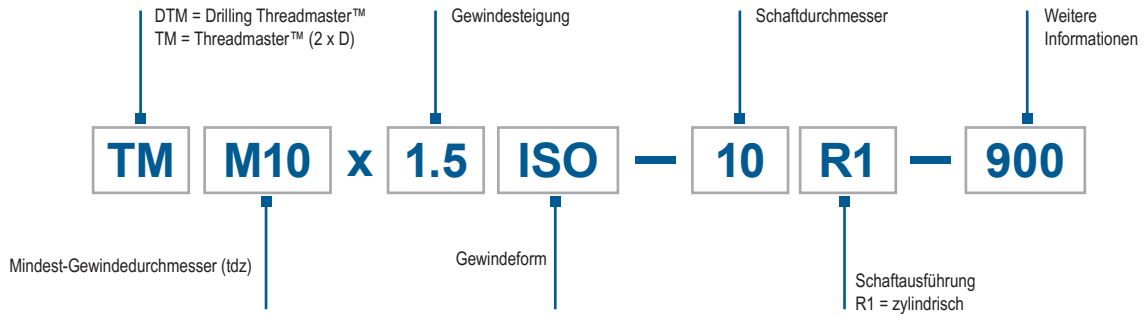 DTM = Drilling Threadmaster™
TM = Threadmaster™ (2 x D)
Gewindesteigung
Schaftdurchmesser
Weitere
Informationen
TM M10 x 1.5 ISO — 10 R1 — 900
Mindest-Gewindedurchmesser (tdz)
Gewindeform
Schaftausführung
R1 = zylindrisch